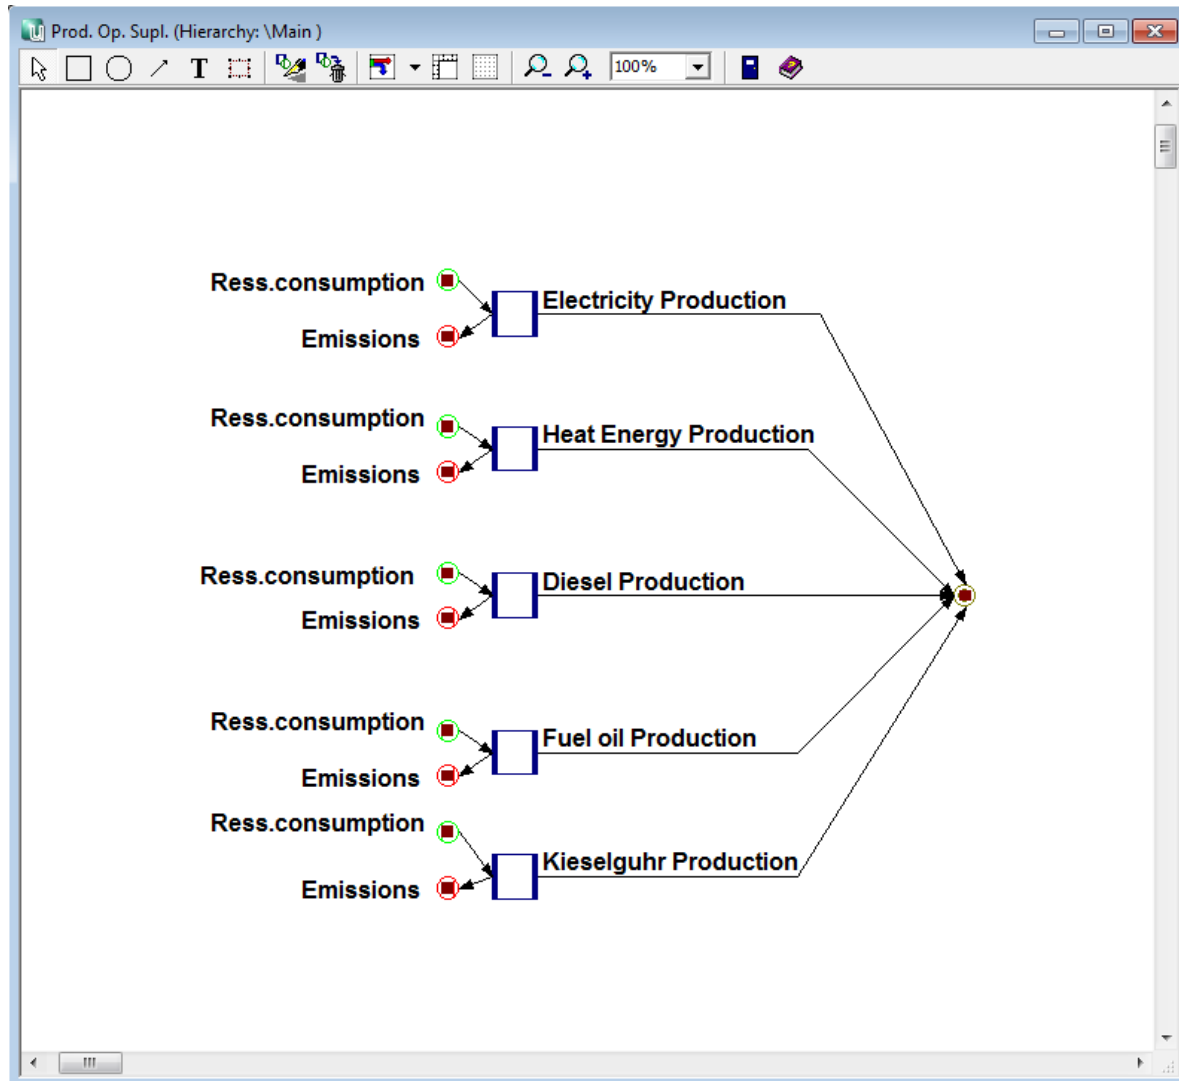 Prod. Op. Supl. (Hierarchy: \Main )
T
100%
Ress.consumption
Electricity Production
Emissions
Ress.consumption
Heat Energy Production
Emissions
Ress.consumption
Diesel Production
Emissions
Ress.consumption
Fuel oil Production
Emissions
Ress.consumption
Kieselguhr Production
Emissions